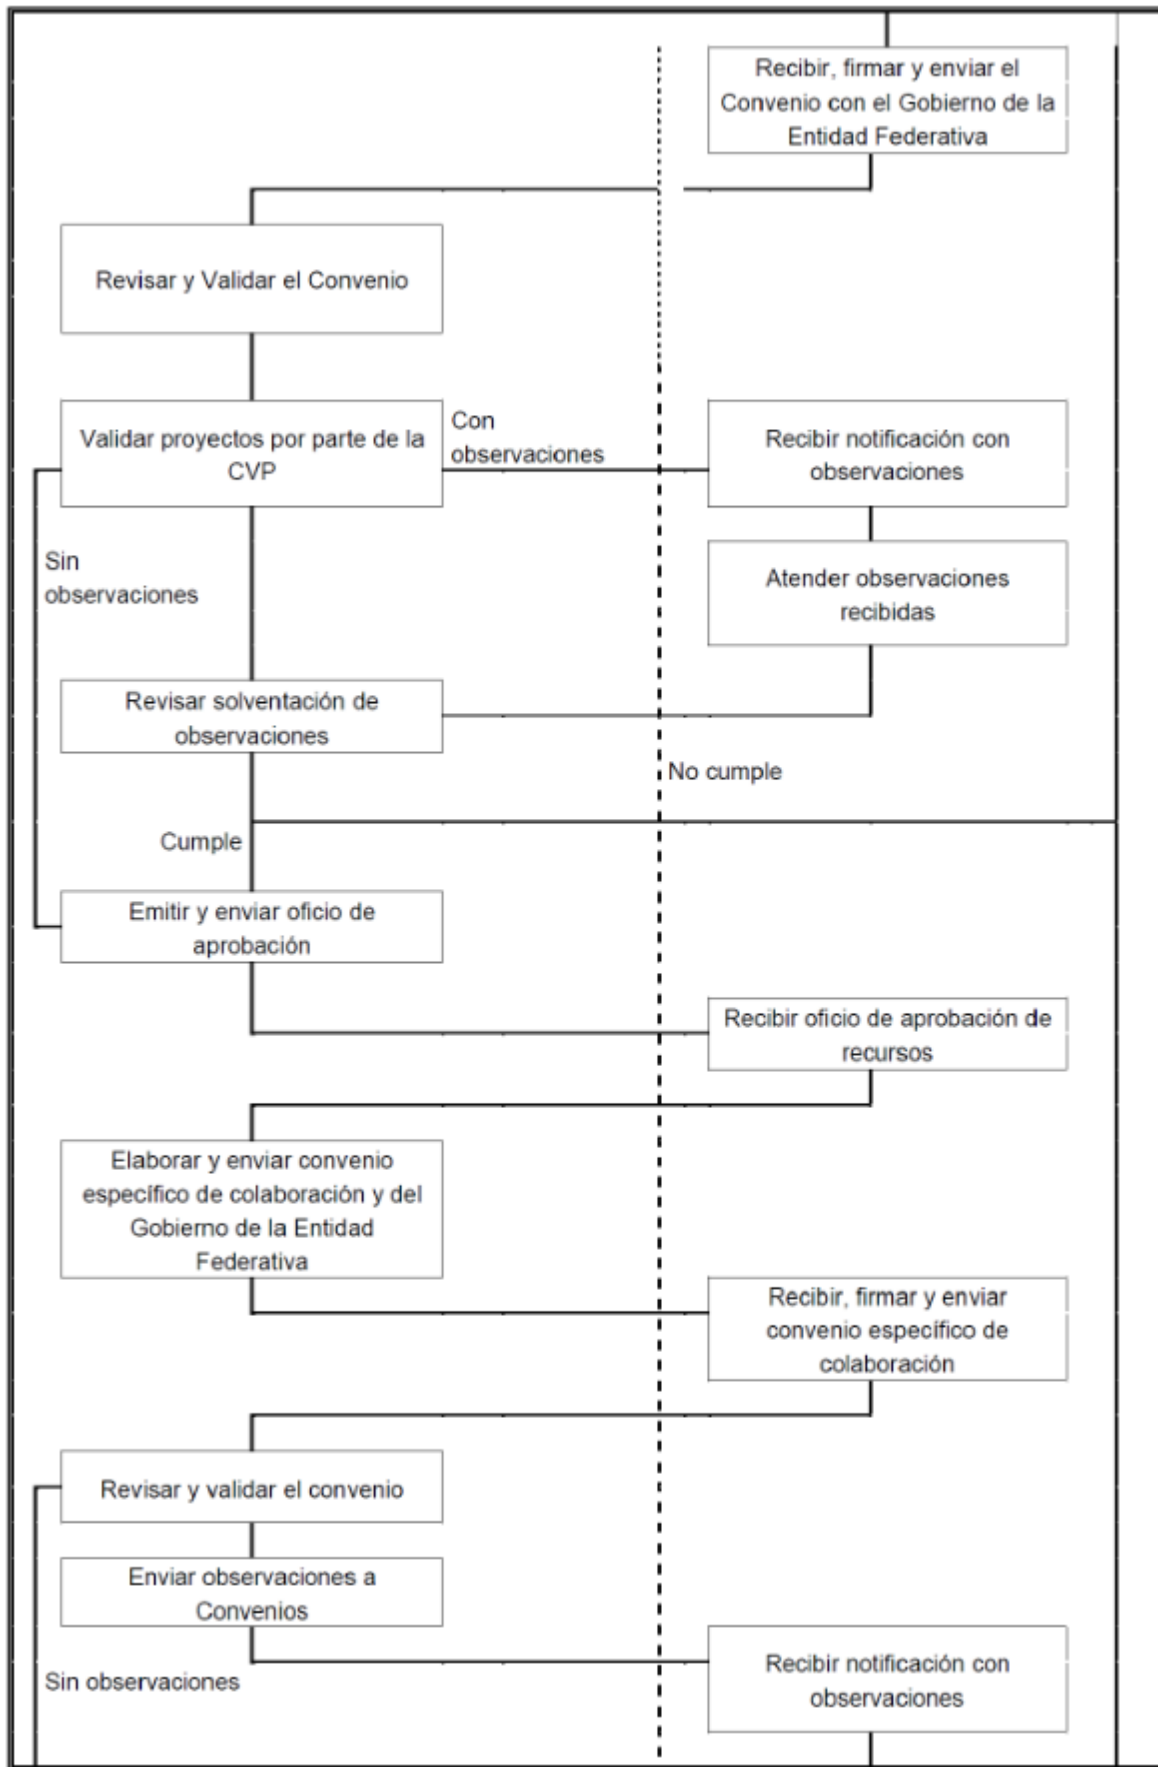 Recibir, firmar y enviar el
Convenio con el Gobierno de la
Entidad Federativa
Revisar y Validar el Convenio
Validar proyectos por parte de la
CVP
Con
observaciones
Recibir notificación con
observaciones
Sin
observaciones
Atender observaciones
recibidas
Revisar solventación de
observaciones
No cumple
Cumple
Emitir y enviar oficio de
aprobación
Recibir oficio de aprobación de
recursos
Elaborar y enviar convenio
específico de colaboración y del
Gobierno de la Entidad
Federativa
Recibir, firmar y enviar
convenio específico de
colaboración
Revisar y validar el convenio
Enviar observaciones a
Convenios
Sin observaciones
Recibir notificación con
observaciones